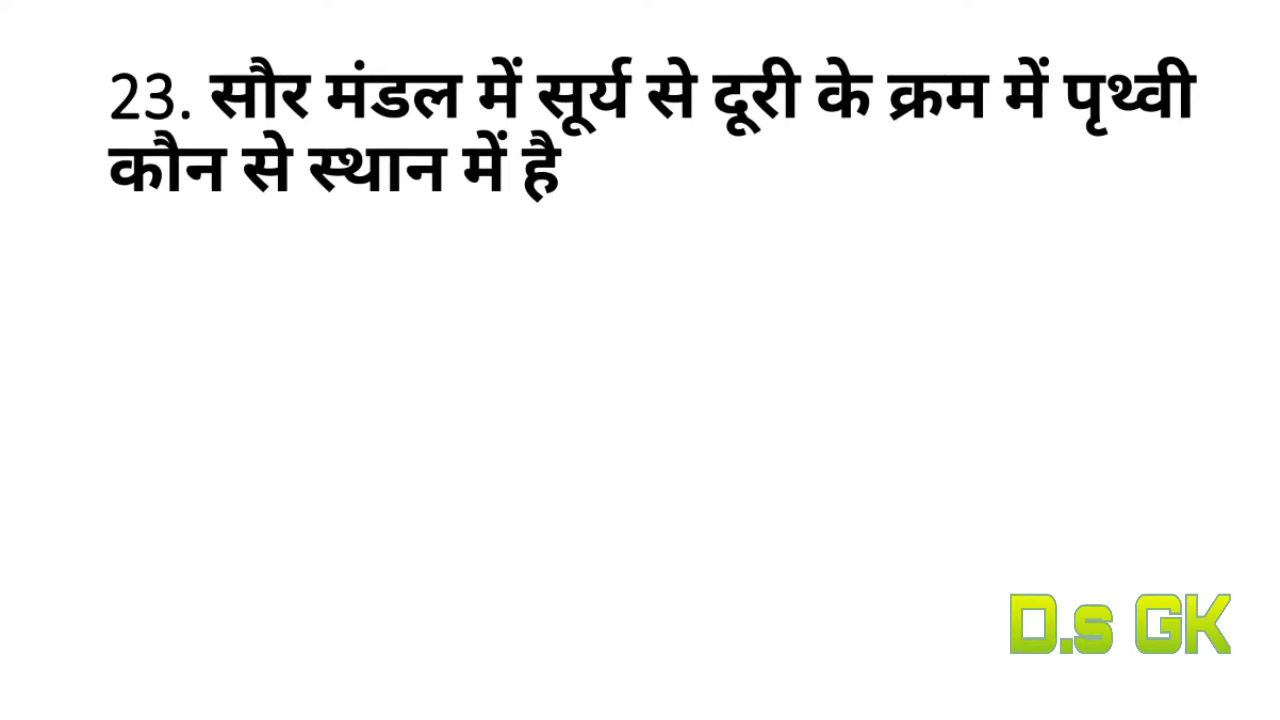 23. सौर मंडल में सूर्य से दूरी के क्रम में पृथ्वी
कौन से स्थान में है
D.s GK